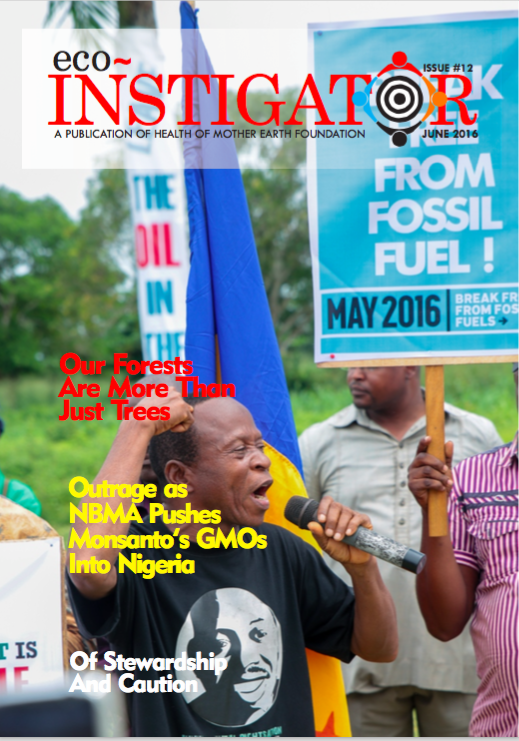 eco~
INSTIGATOR
ISSUE #12
A PUBLICATION OF HEALTH OF MOTHER EARTH FOUNDATION
JUNE 2016
FREE
FROM
FOSSIL
FUEL !
MAY 2016
BREAK FR
FROM FOS
FUELS →
THE
OIL
IN
THE
Our Forests
Are More Than
Just Trees
Outrage as
NBMA Pushes
Monsanto's GMOs
Into Nigeria
T IS
Of Stewardship
And Caution